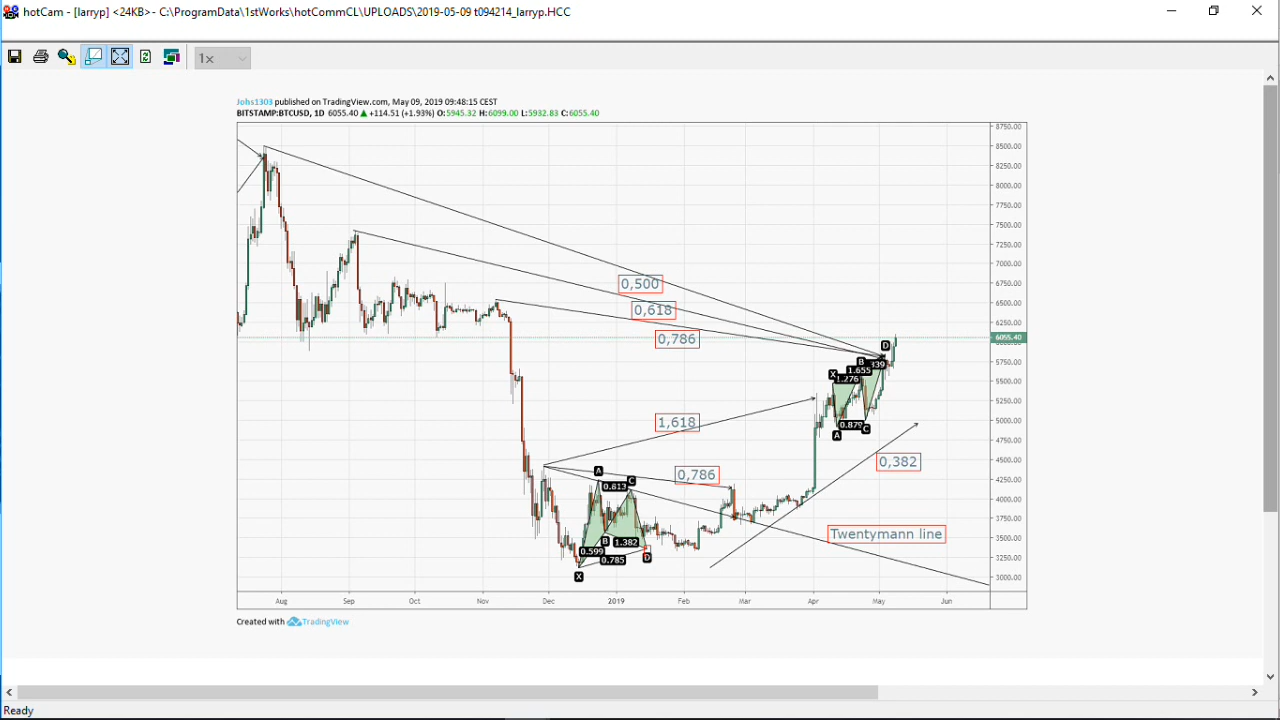 hotCam - [larryp] <24KB>- C:\ProgramData\1stWorks\hotCommCL\UPLOADS\2019-05-09 t094214_larryp.HCC
1x
Johs1303 published on TradingView.com, May 09, 2019 09:48:15 CEST
BITSTAMP:BTCUSD, 1D 6055.40 ▲ +114.51 (+1.93%) O:5945.32 H:6099.00 L:5932.83 C:6055.40
8750.00
8500.00
8250.00
8000.00
7750.00
7500.00
7250.00
7000.00
6750.00
6500.00
6250.00
6055.40
5750.00
5500.00
5250.00
5000.00
4750.00
4500.00
4250.00
4000.00
3750.00
3500.00
3250.00
3000.00
0,500
0,618
0,786
D
B
X
1.655
1.276
0.879
A
C
1,618
0,382
0,786
A
C
0.813
Twentymann line
B
1.382
0.599
0.785
D
X
Aug Sep Oct Nov Dec 2019 Feb Mar Apr May Jun
Created with TradingView
Ready